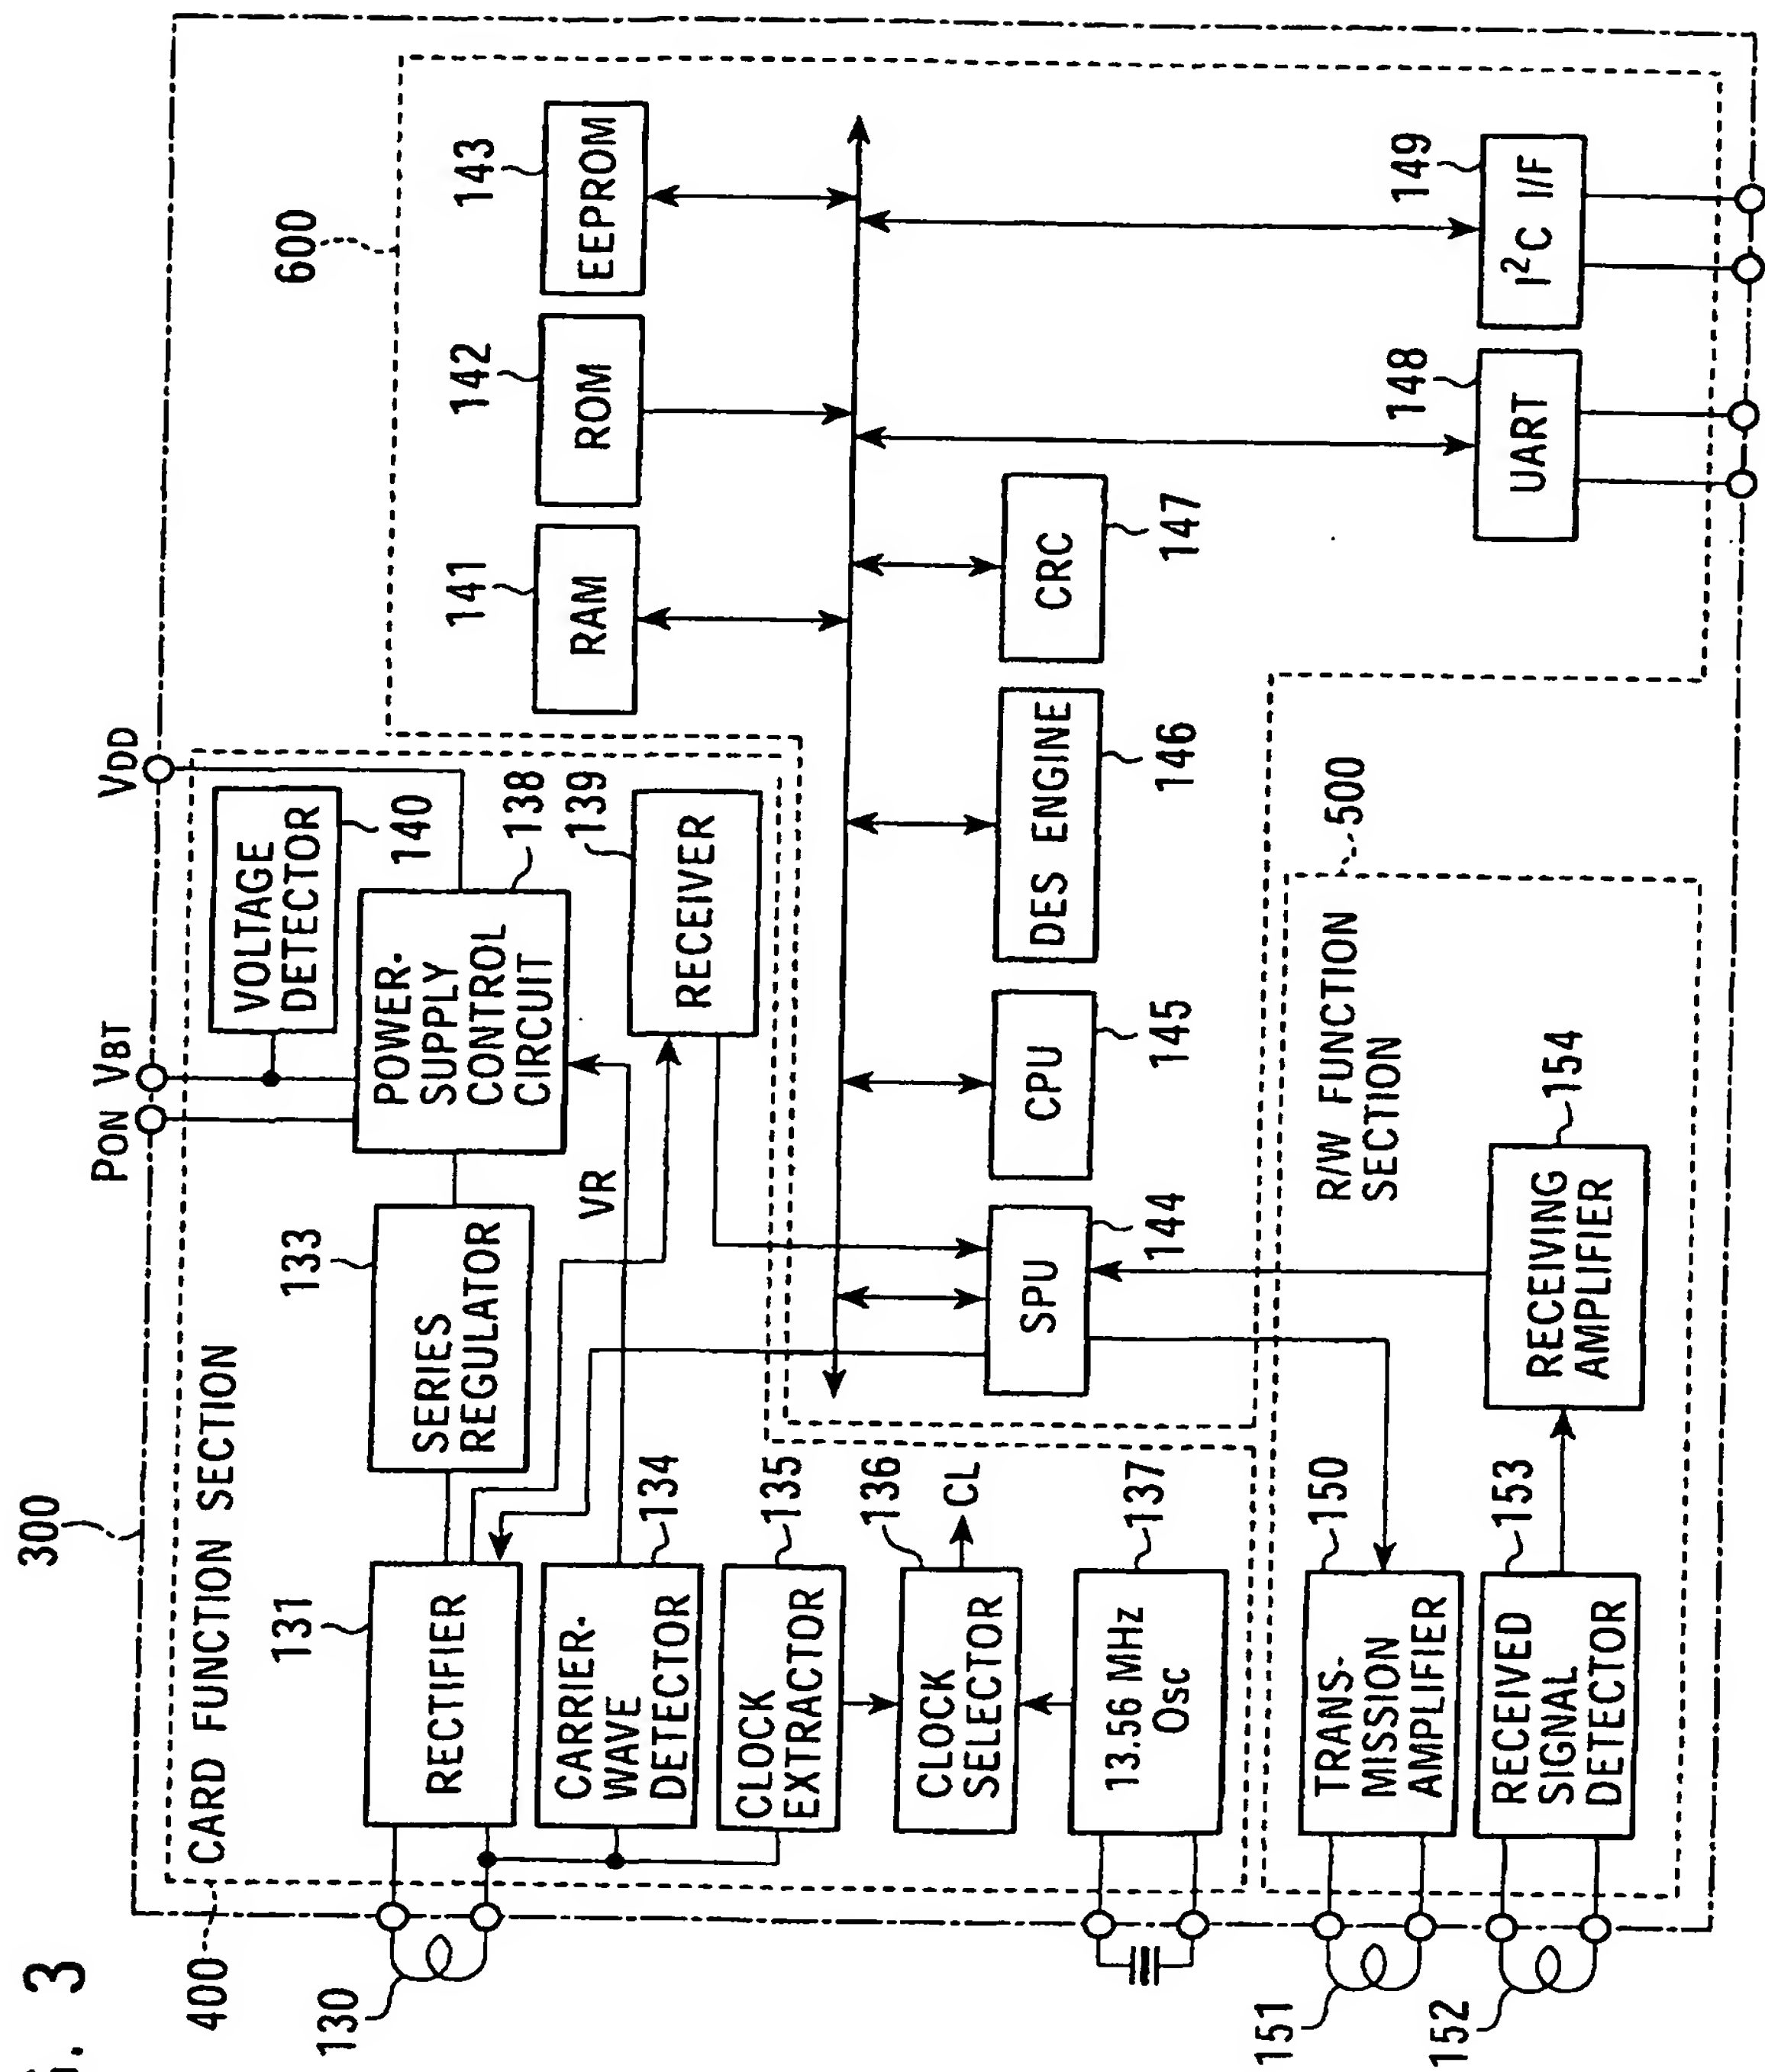 G. 3
300
PON
VBT
VDD
400
CARD FUNCTION SECTION
600
130
131
RECTIFIER
133
SERIES
REGULATOR
POWER-
SUPPLY
CONTROL
CIRCUIT
138
VOLTAGE
DETECTOR
140
141
RAM
142
ROM
143
EEPROM
CARRIER-
WAVE
DETECTOR
134
VR
139
RECEIVER
CLOCK
EXTRACTOR
135
CLOCK
SELECTOR
136
CL
13.56 MHz
Osc
137
SPU
144
CPU
145
DES ENGINE
146
CRC
147
R/W FUNCTION
SECTION
500
151
TRANS-
MISSION
AMPLIFIER
150
152
RECEIVED
SIGNAL
DETECTOR
153
RECEIVING
AMPLIFIER
154
UART
148
I²C I/F
149